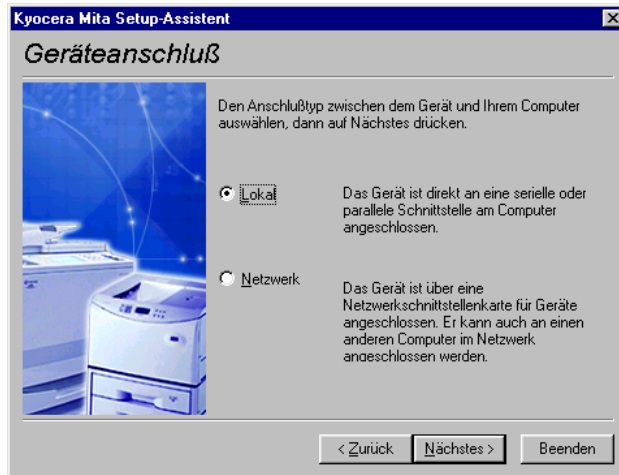 Kyocera Mita Setup-Assistent
Geräteanschluß
Den Anschlußtyp zwischen dem Gerät und Ihrem Computer
auswählen, dann auf Nächstes drücken.
Lokal
Das Gerät ist direkt an eine serielle oder
parallele Schnittstelle am Computer
angeschlossen.
Netzwerk
Das Gerät ist über eine
Netzwerkschnittstellenkarte für Geräte
angeschlossen. Er kann auch an einen
anderen Computer im Netzwerk
angeschlossen werden.
< Zurück
Nächstes >
Beenden